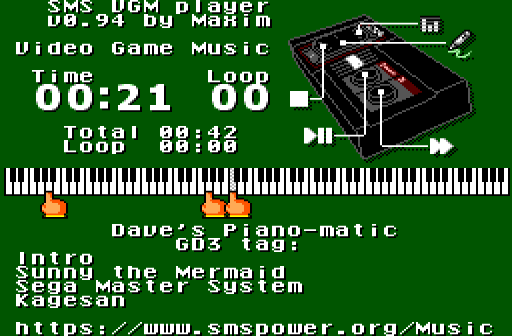 SMS VGM player
v0.94 by Maxim
Video Game Music
Time Loop
00:21 00
Total 00:42
Loop 00:00
Dave's Piano-matic
GD3 tag:
Intro
Sunny the Mermaid
Sega Master System
Kagesan
https://www.smspower.org/Music